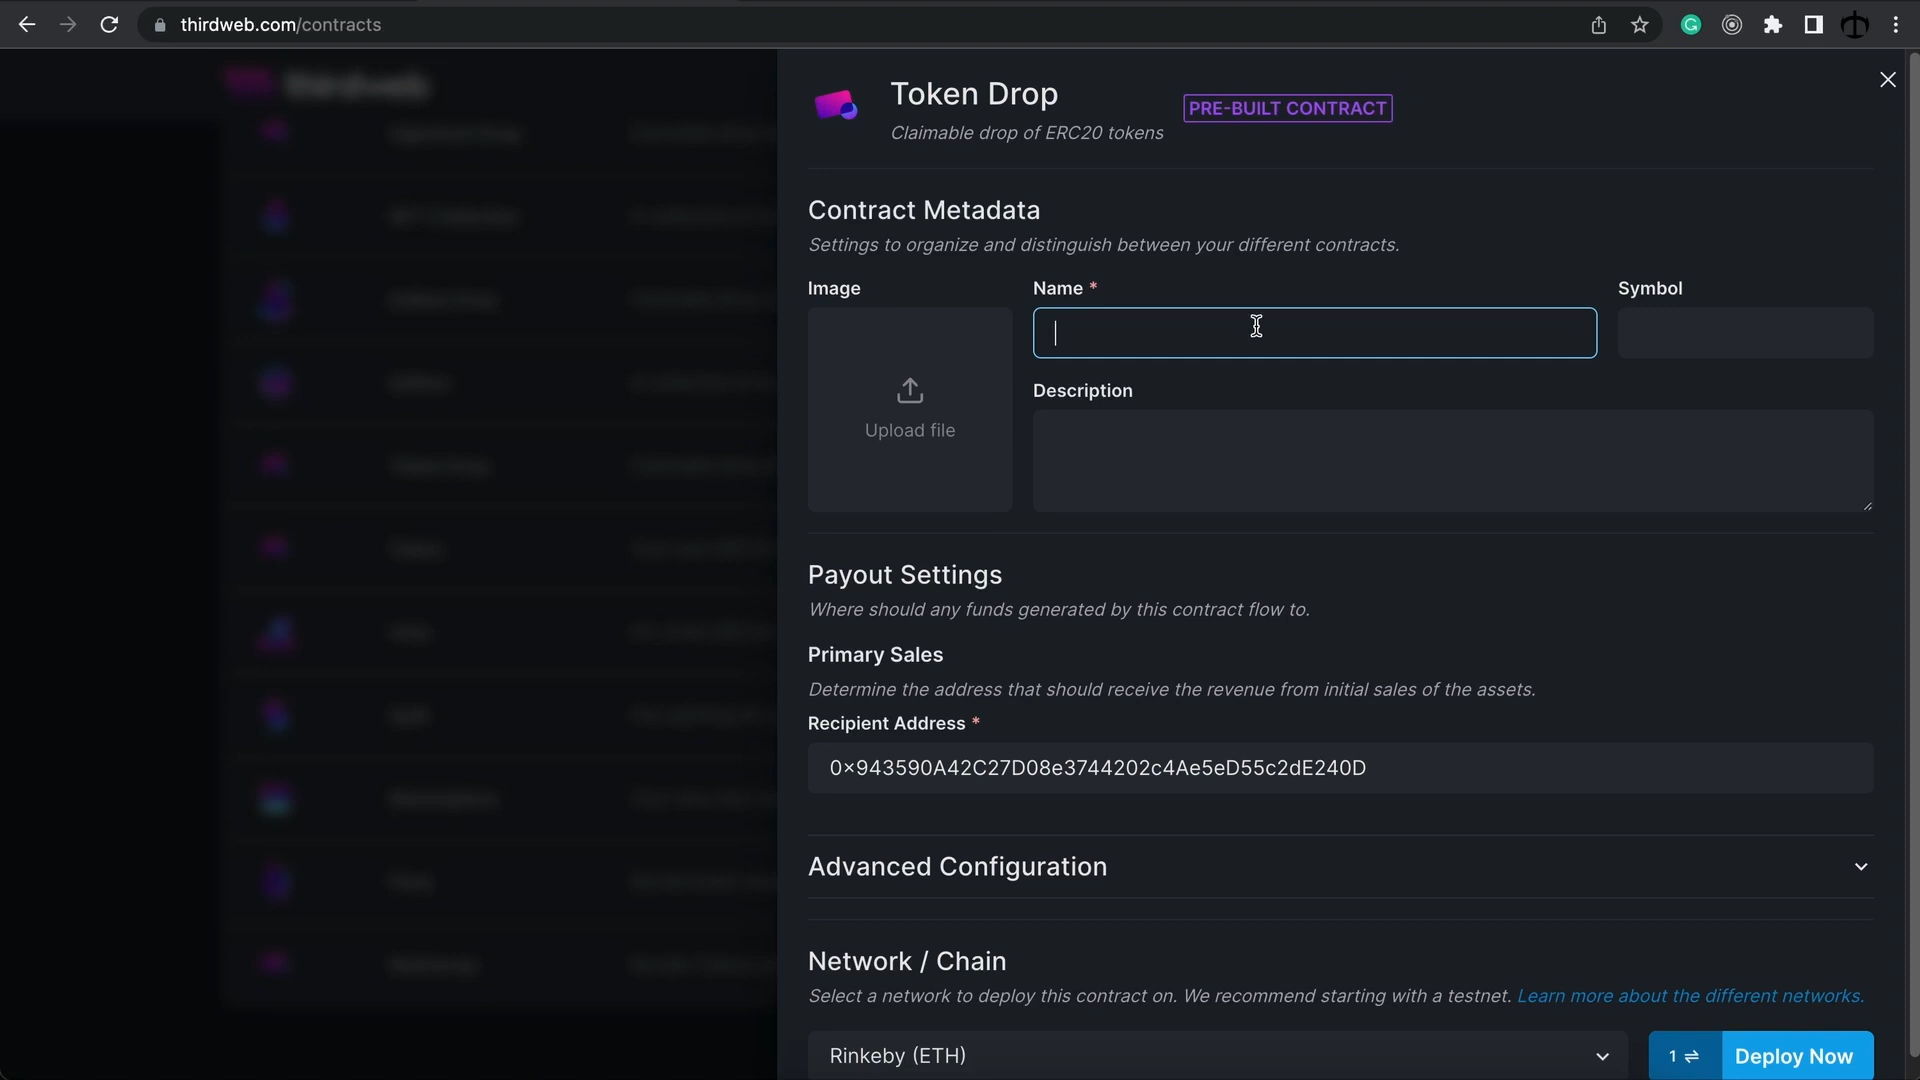 thirdweb.com/contracts
thirdweb
Token Drop
PRE-BUILT CONTRACT
Claimable drop of ERC20 tokens
Contract Metadata
Settings to organize and distinguish between your different contracts.
Image
Name *
Symbol
Upload file
Description
Payout Settings
Where should any funds generated by this contract flow to.
Primary Sales
Determine the address that should receive the revenue from initial sales of the assets.
Recipient Address *
0×943590A42C27D08e3744202c4Ae5eD55c2dE240D
Advanced Configuration
Network / Chain
Select a network to deploy this contract on. We recommend starting with a testnet. Learn more about the different networks.
Rinkeby (ETH)
1 ⇌ Deploy Now